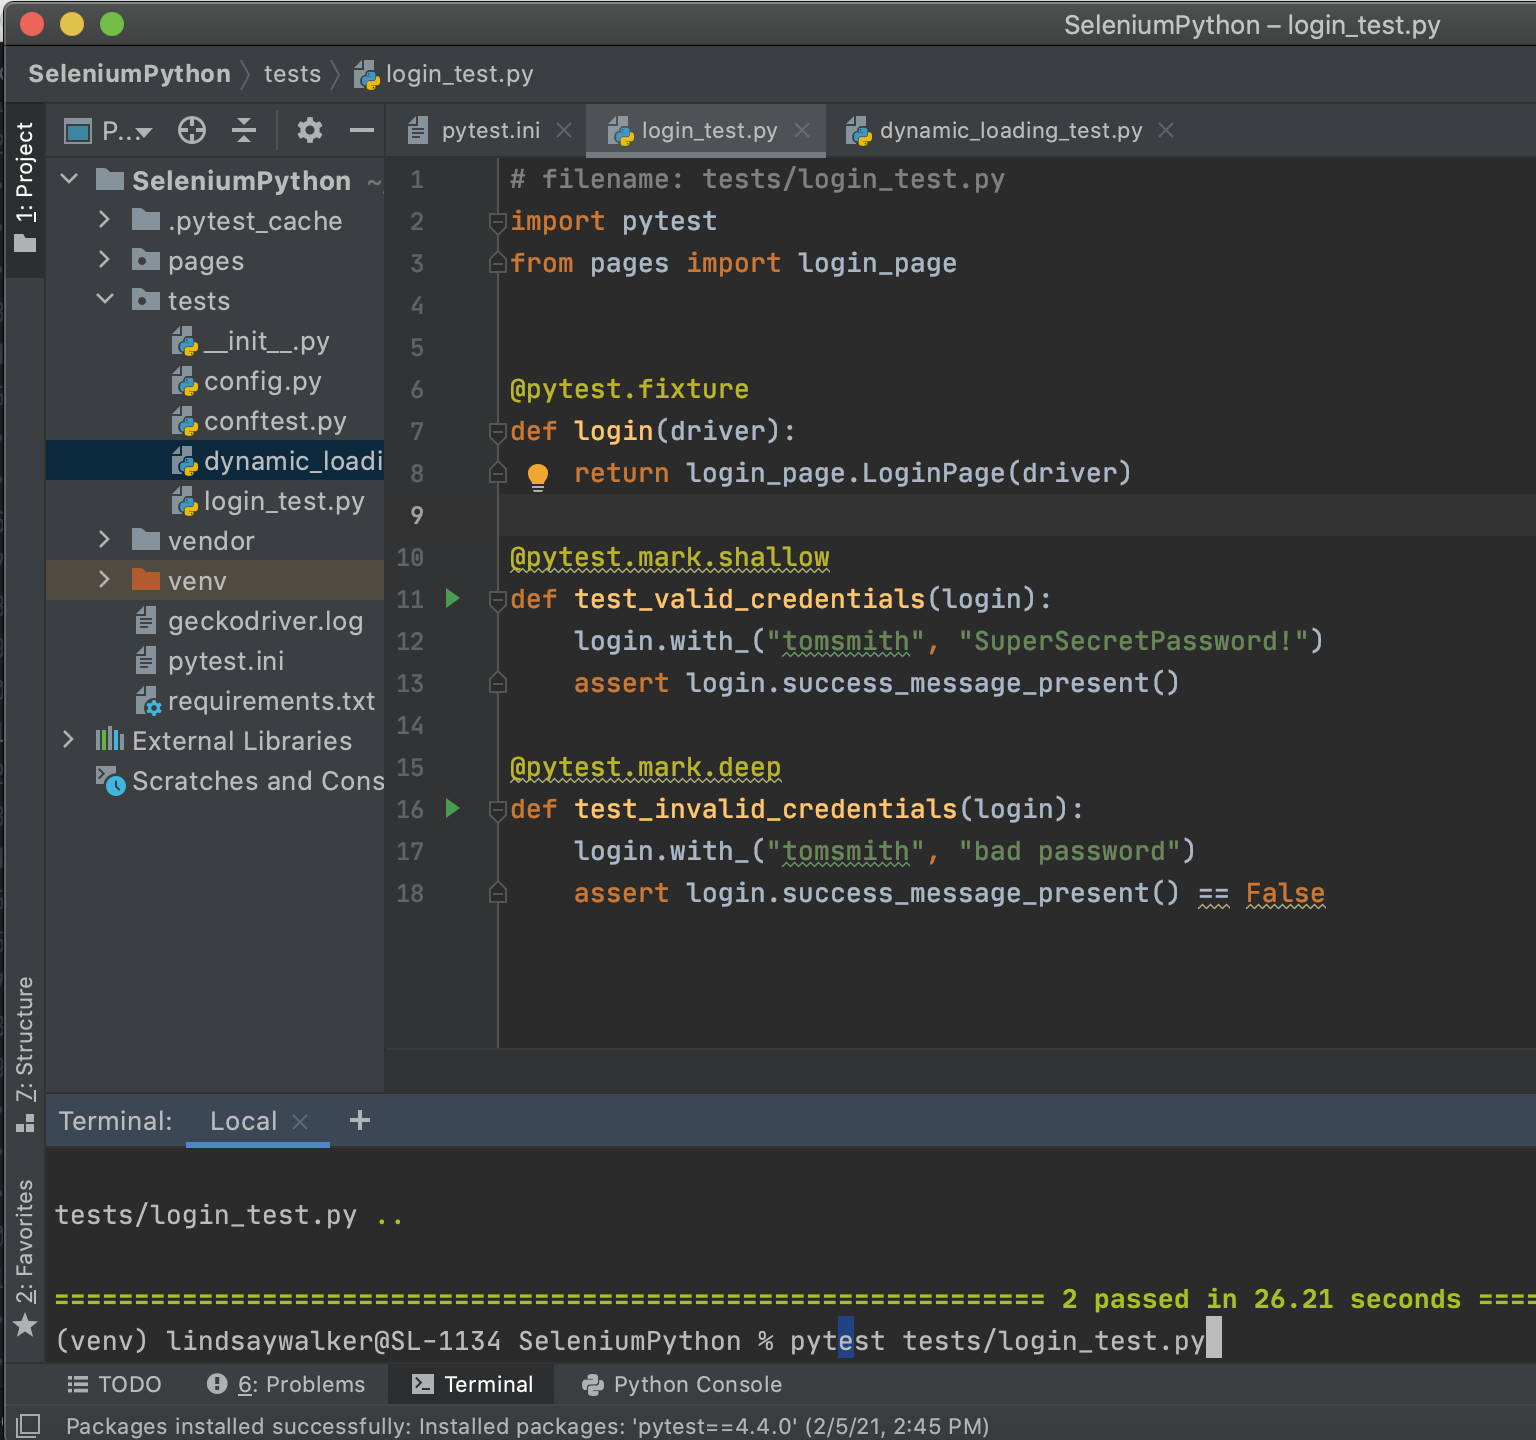 SeleniumPython – login_test.py
SeleniumPython tests login_test.py
1: Project
P...
pytest.ini
login_test.py
dynamic_loading_test.py
SeleniumPython ~
.pytest_cache
pages
tests
__init__.py
config.py
conftest.py
dynamic_loadi
login_test.py
vendor
venv
geckodriver.log
pytest.ini
requirements.txt
External Libraries
Scratches and Cons
1 # filename: tests/login_test.py
2 import pytest
3 from pages import login_page
4
5
6 @pytest.fixture
7 def login(driver):
8 return login_page.LoginPage(driver)
9
10 @pytest.mark.shallow
11 def test_valid_credentials(login):
12 login.with_("tomsmith", "SuperSecretPassword!")
13 assert login.success_message_present()
14
15 @pytest.mark.deep
16 def test_invalid_credentials(login):
17 login.with_("tomsmith", "bad password")
18 assert login.success_message_present() == False
7: Structure
2: Favorites
Terminal: Local +
tests/login_test.py ..
============================================================== 2 passed in 26.21 seconds ====
(venv) lindsaywalker@SL-1134 SeleniumPython % pytest tests/login_test.py
TODO 6: Problems Terminal Python Console
Packages installed successfully: Installed packages: 'pytest==4.4.0' (2/5/21, 2:45 PM)